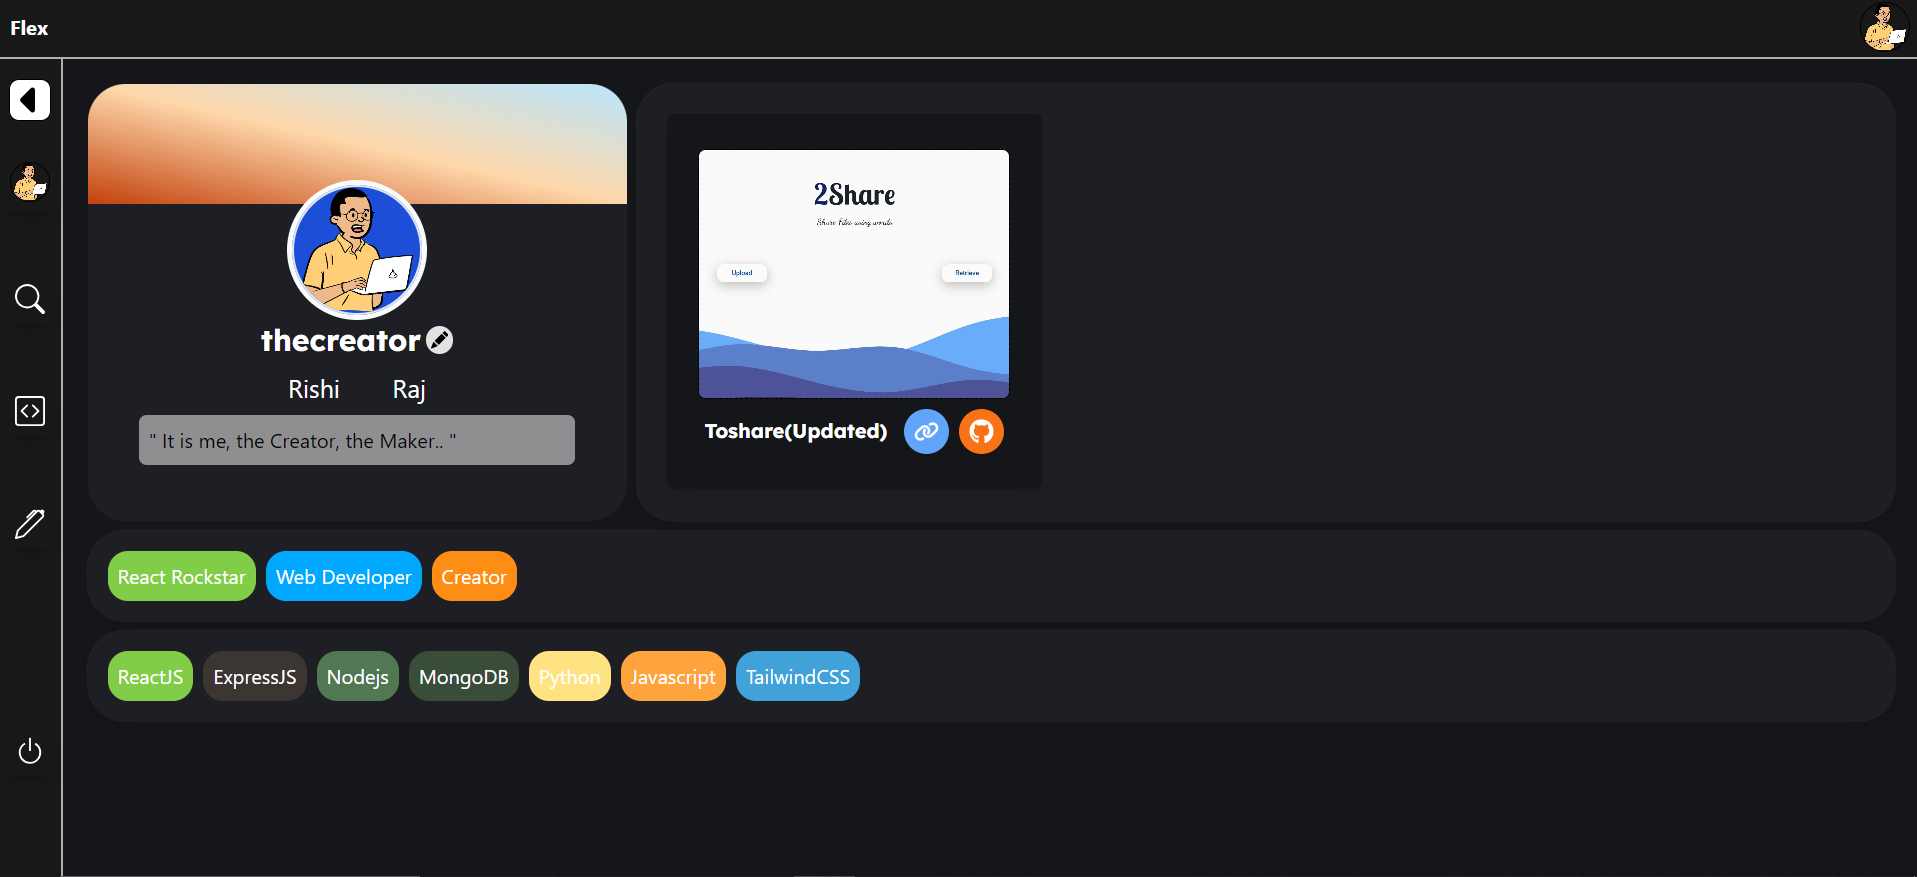 Flex
thecreator
Rishi Raj
" It is me, the Creator, the Maker.. "
2Share
Share Files using words
Upload Retrieve
Toshare(Updated)
React Rockstar Web Developer Creator
ReactJS ExpressJS Nodejs MongoDB Python Javascript TailwindCSS